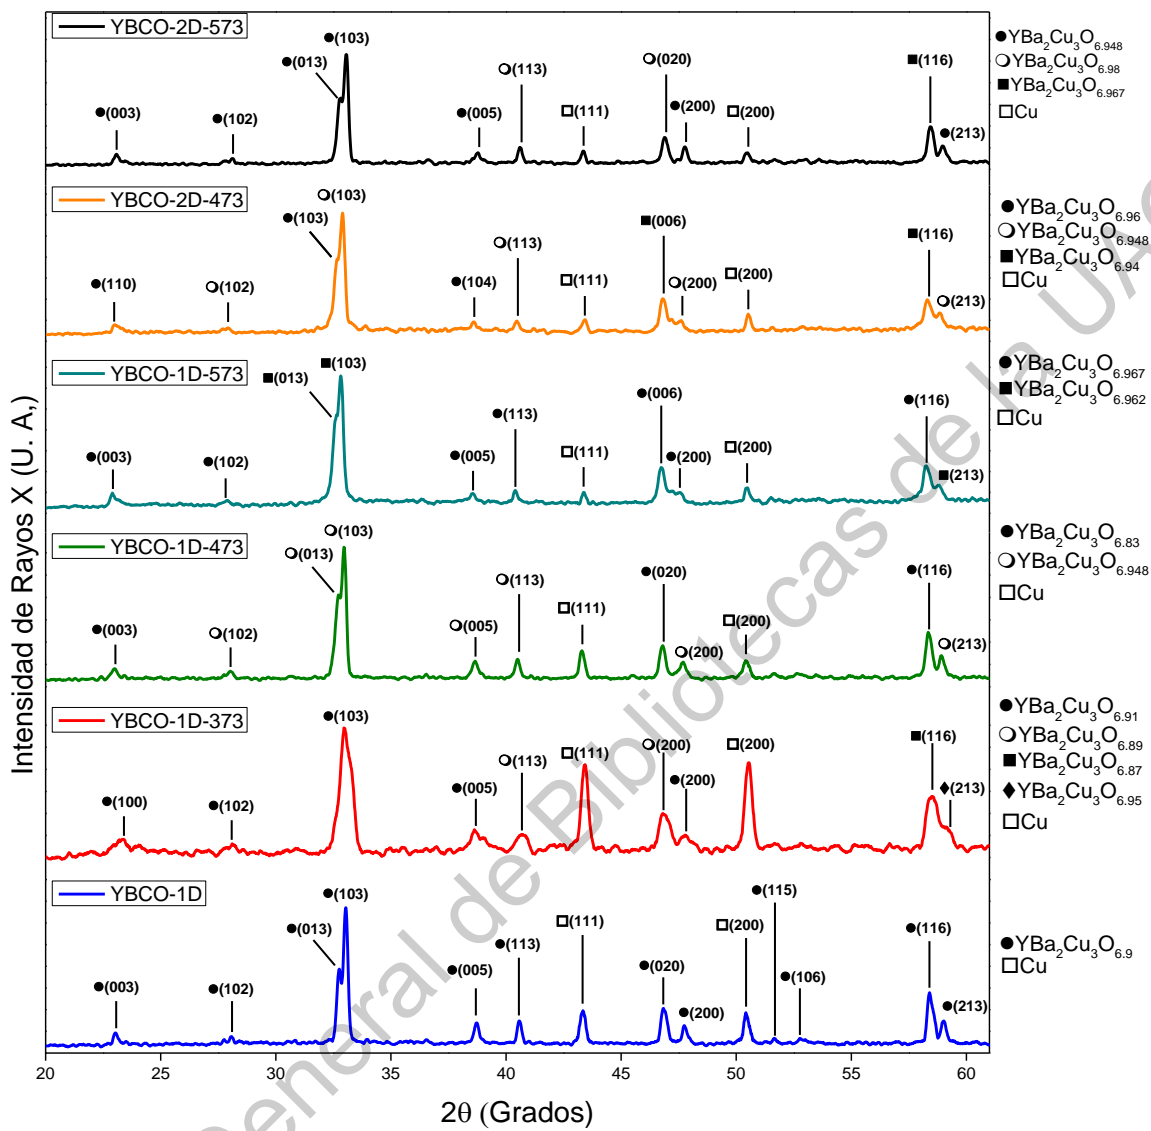 YBCO-2D-573
●(003)
●(102)
●(013)
●(103)
●(005)
○(113)
□(111)
○(020)
●(200)
□(200)
■(116)
●(213)
●YBa2Cu3O6.948
○YBa2Cu3O6.98
■YBa2Cu3O6.967
□Cu
YBCO-2D-473
●(110)
○(102)
●(103)
○(103)
●(104)
○(113)
□(111)
■(006)
○(200)
□(200)
■(116)
○(213)
●YBa2Cu3O6.96
○YBa2Cu3O6.948
■YBa2Cu3O6.94
□Cu
YBCO-1D-573
●(003)
●(102)
■(013)
■(103)
●(005)
●(113)
□(111)
●(006)
●(200)
□(200)
●(116)
■(213)
●YBa2Cu3O6.967
■YBa2Cu3O6.962
□Cu
YBCO-1D-473
●(003)
○(102)
○(013)
○(103)
○(005)
○(113)
□(111)
●(020)
○(200)
□(200)
●(116)
○(213)
●YBa2Cu3O6.83
○YBa2Cu3O6.948
□Cu
YBCO-1D-373
●(100)
●(102)
●(103)
●(005)
○(113)
□(111)
○(200)
●(200)
□(200)
■(116)
♦(213)
●YBa2Cu3O6.91
○YBa2Cu3O6.89
■YBa2Cu3O6.87
♦YBa2Cu3O6.95
□Cu
YBCO-1D
●(003)
●(102)
●(013)
●(103)
●(005)
●(113)
□(111)
●(020)
●(200)
□(200)
●(115)
●(106)
●(116)
●(213)
●YBa2Cu3O6.9
□Cu
Intensidad de Rayos X (U. A,)
20 25 30 35 40 45 50 55 60
2θ (Grados)
General de Bibliotecas de la